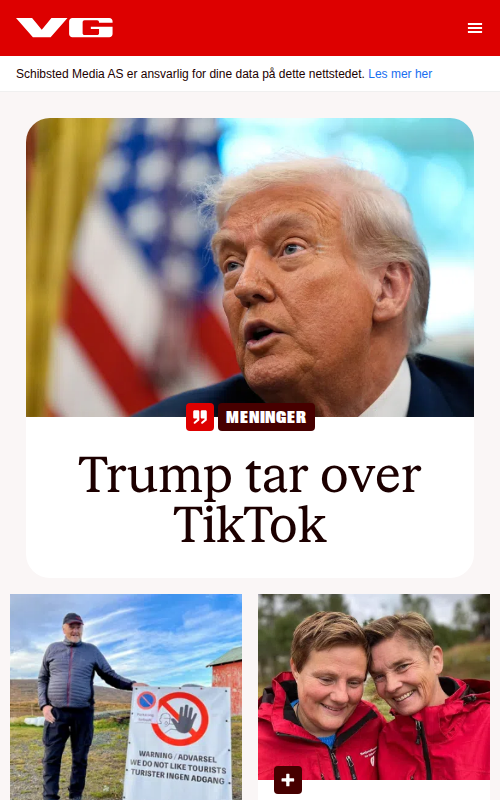 VG
Schibsted Media AS er ansvarlig for dine data på dette nettstedet. Les mer her
MENINGER
Trump tar over
TikTok
WARNING / ADVARSEL
WE DO NOT LIKE TOURISTS
TURISTER INGEN ADGANG